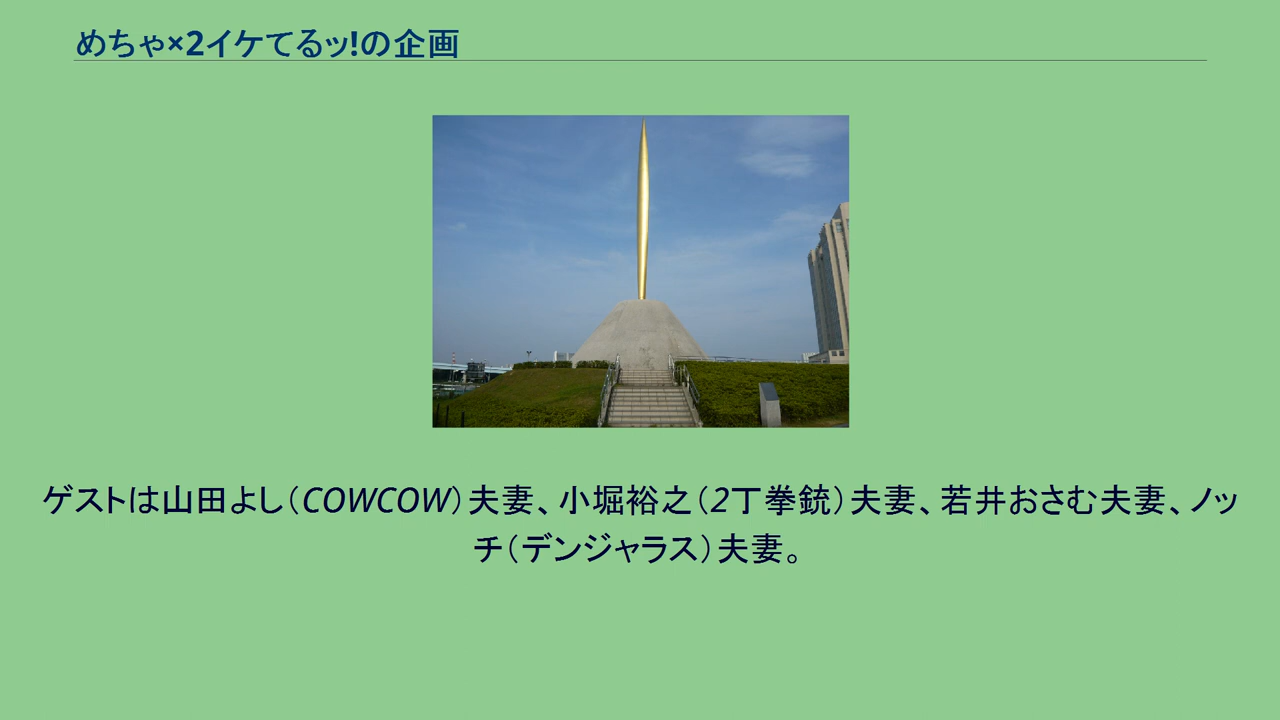 めちゃ×2イケてるッ!の企画
ゲストは山田よし（COWCOW）夫妻、小堀裕之（2丁拳銃）夫妻、若井おさむ夫妻、ノッ
チ（デンジャラス）夫妻。